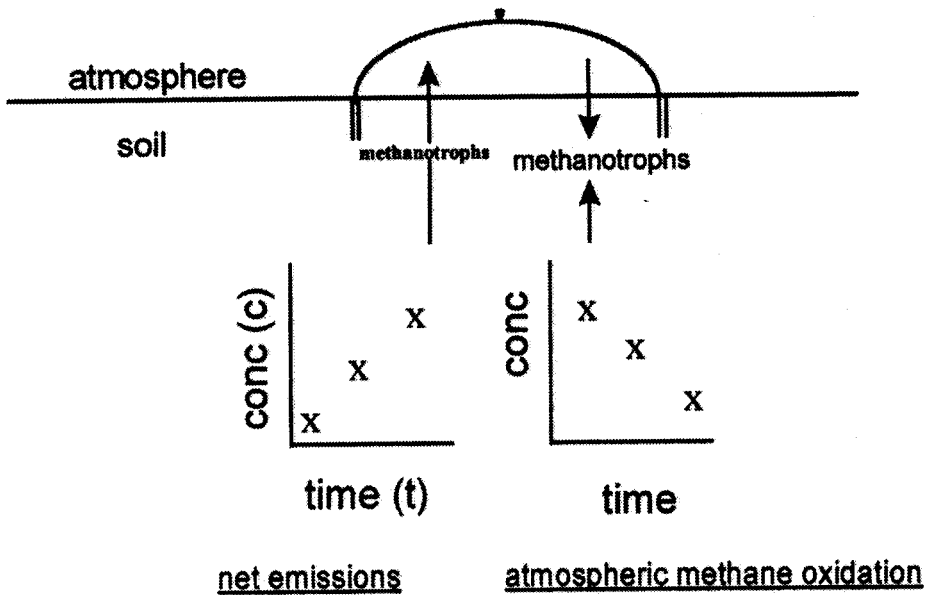 atmosphere
soil
methanotrophs
methanotrophs
conc (c)
x
x
x
time (t)
conc
x
x
x
time
net emissions
atmospheric methane oxidation